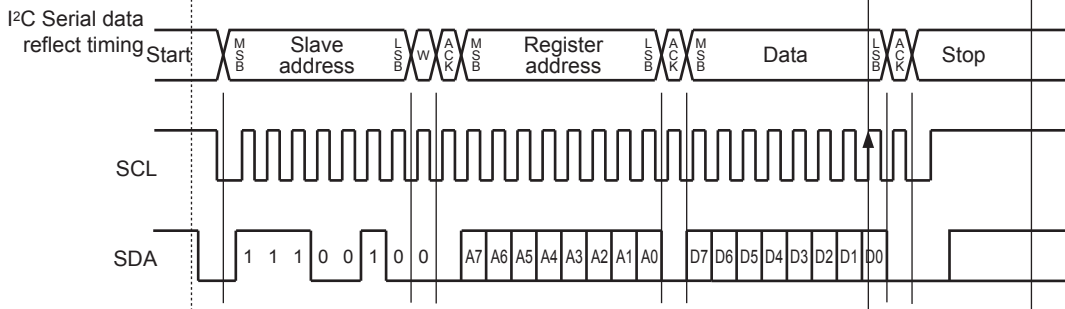 I²C Serial data
reflect timing
Start
MSB
Slave
address
LSB
W
ACK
MSB
Register
address
LSB
ACK
MSB
Data
LSB
ACK
Stop
SCL
SDA
1 1 1 0 0 1 0 0
A7 A6 A5 A4 A3 A2 A1 A0
D7 D6 D5 D4 D3 D2 D1 D0